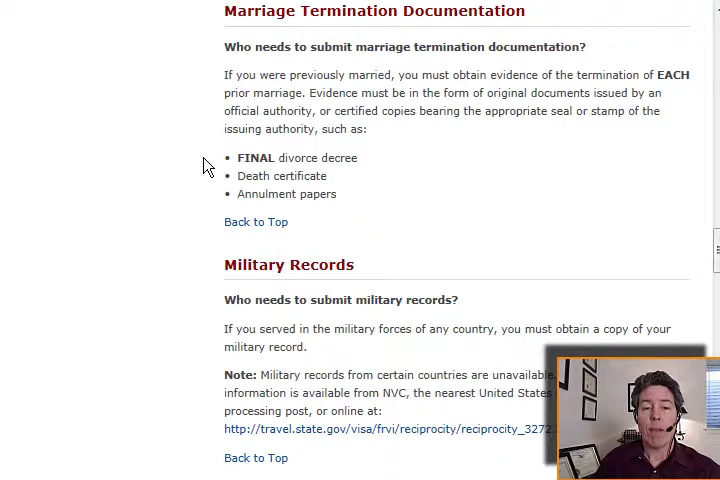 Marriage Termination Documentation
Who needs to submit marriage termination documentation?
If you were previously married, you must obtain evidence of the termination of EACH
prior marriage. Evidence must be in the form of original documents issued by an
official authority, or certified copies bearing the appropriate seal or stamp of the
issuing authority, such as:
• FINAL divorce decree
• Death certificate
• Annulment papers
Back to Top
Military Records
Who needs to submit military records?
If you served in the military forces of any country, you must obtain a copy of your
military record.
Note: Military records from certain countries are unavailable.
information is available from NVC, the nearest United States
processing post, or online at:
http://travel.state.gov/visa/frvi/reciprocity/reciprocity_3272.
Back to Top